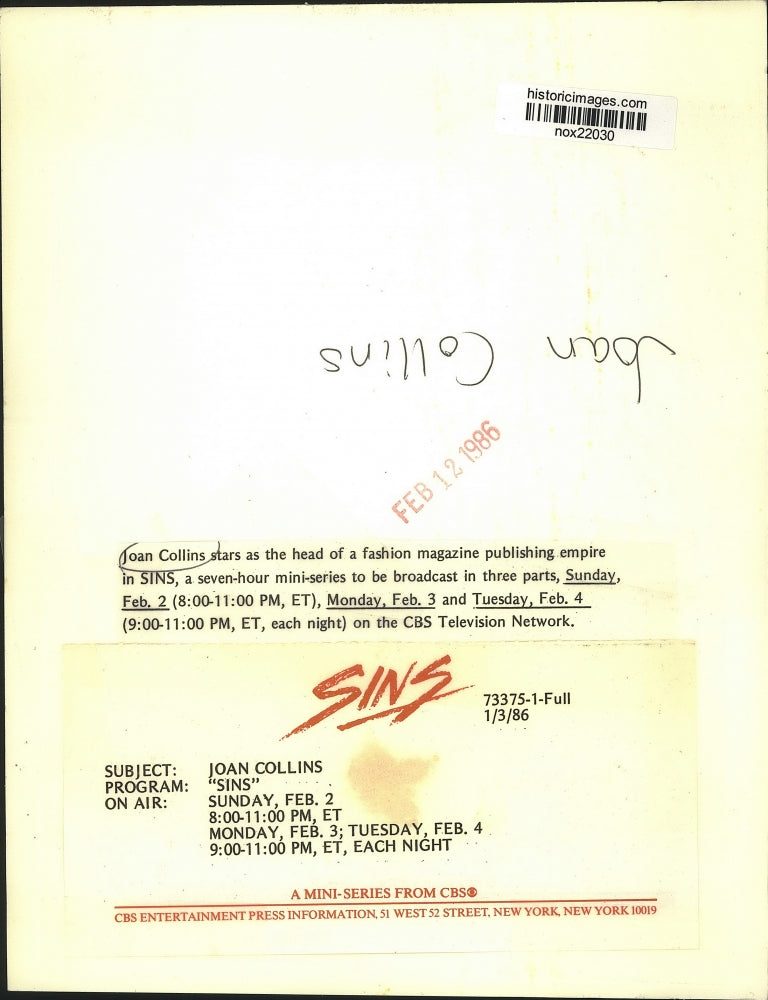 historicimages.com
nox22030
Joan Collins
FEB 12 1986
Joan Collins stars as the head of a fashion magazine publishing empire
in SINS, a seven-hour mini-series to be broadcast in three parts, Sunday,
Feb. 2 (8:00-11:00 PM, ET), Monday, Feb. 3 and Tuesday, Feb. 4
(9:00-11:00 PM, ET, each night) on the CBS Television Network.
SINS
73375-1-Full
1/3/86
SUBJECT: JOAN COLLINS
PROGRAM: "SINS"
ON AIR: SUNDAY, FEB. 2
8:00-11:00 PM, ET
MONDAY, FEB. 3; TUESDAY, FEB. 4
9:00-11:00 PM, ET, EACH NIGHT
A MINI-SERIES FROM CBS
CBS ENTERTAINMENT PRESS INFORMATION, 51 WEST 52 STREET, NEW YORK, NEW YORK 10019